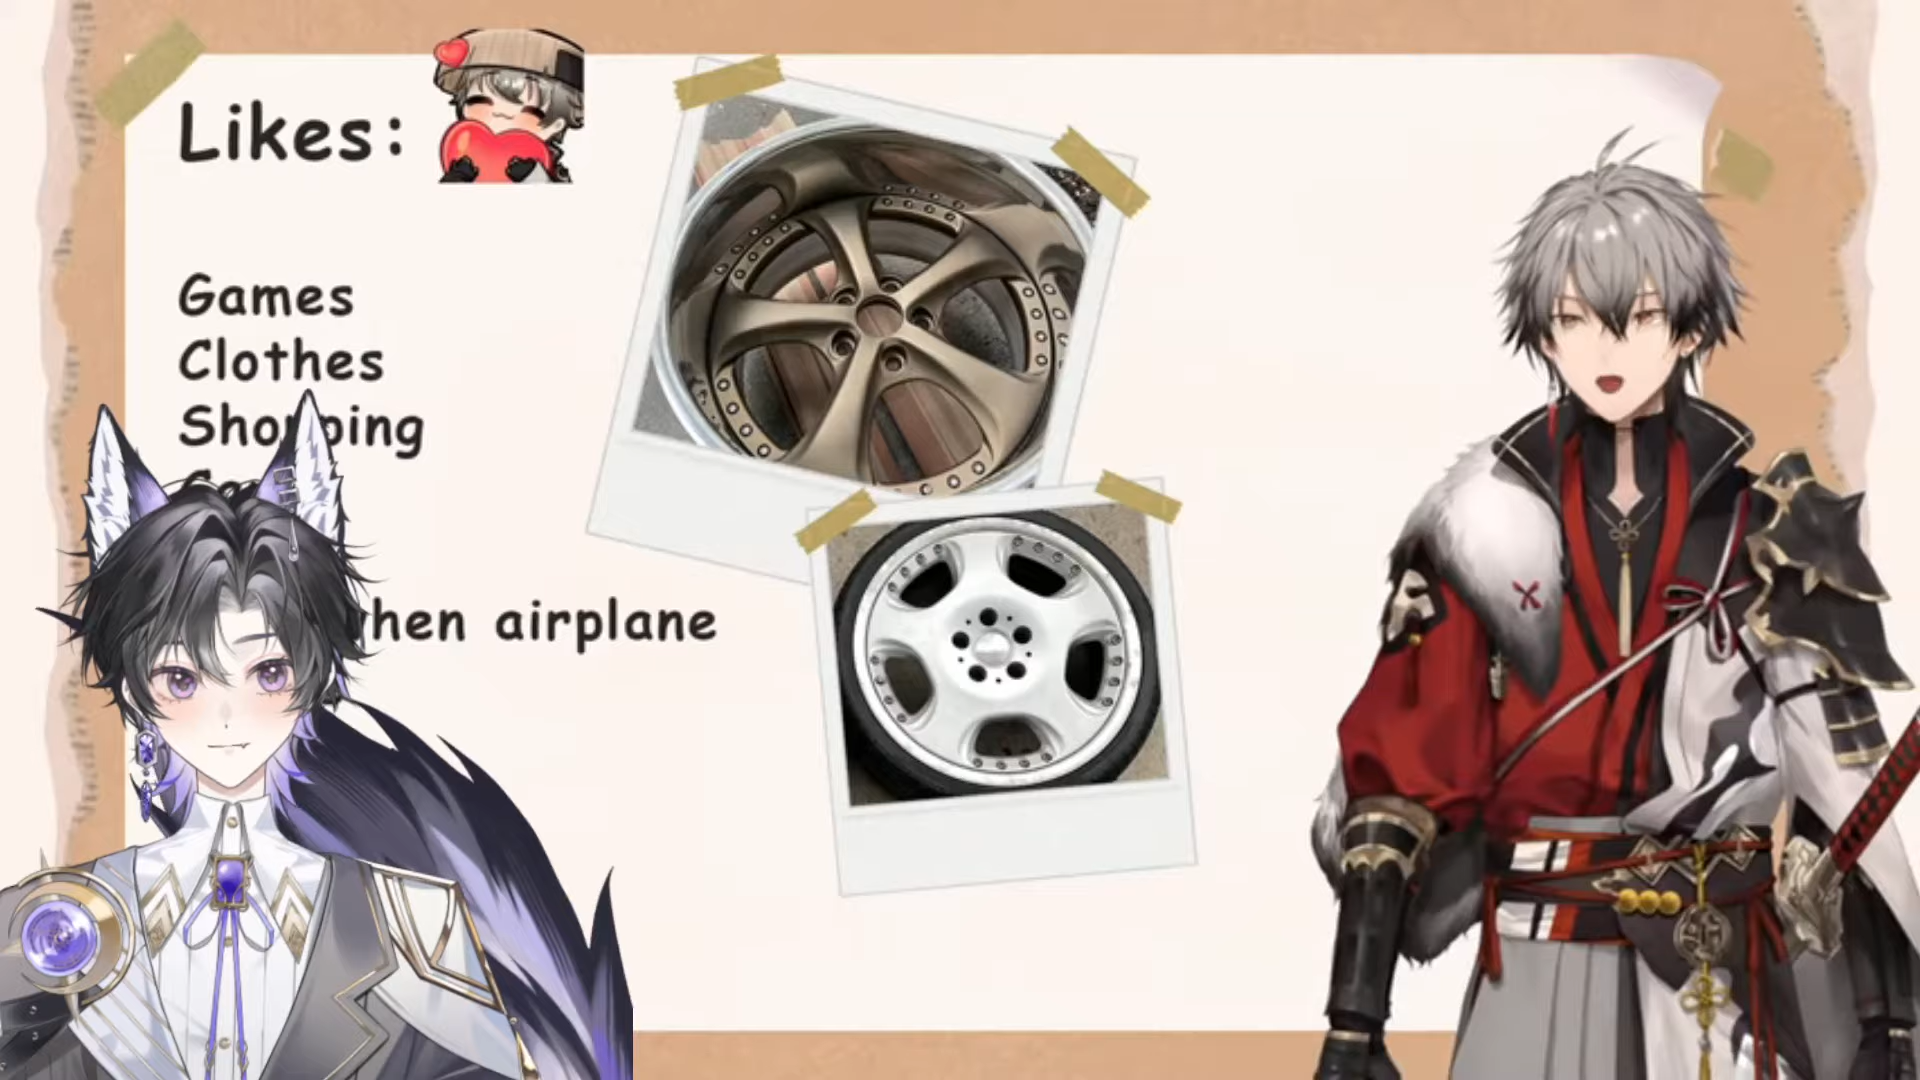 Likes:
Games
Clothes
Shopping
when airplane